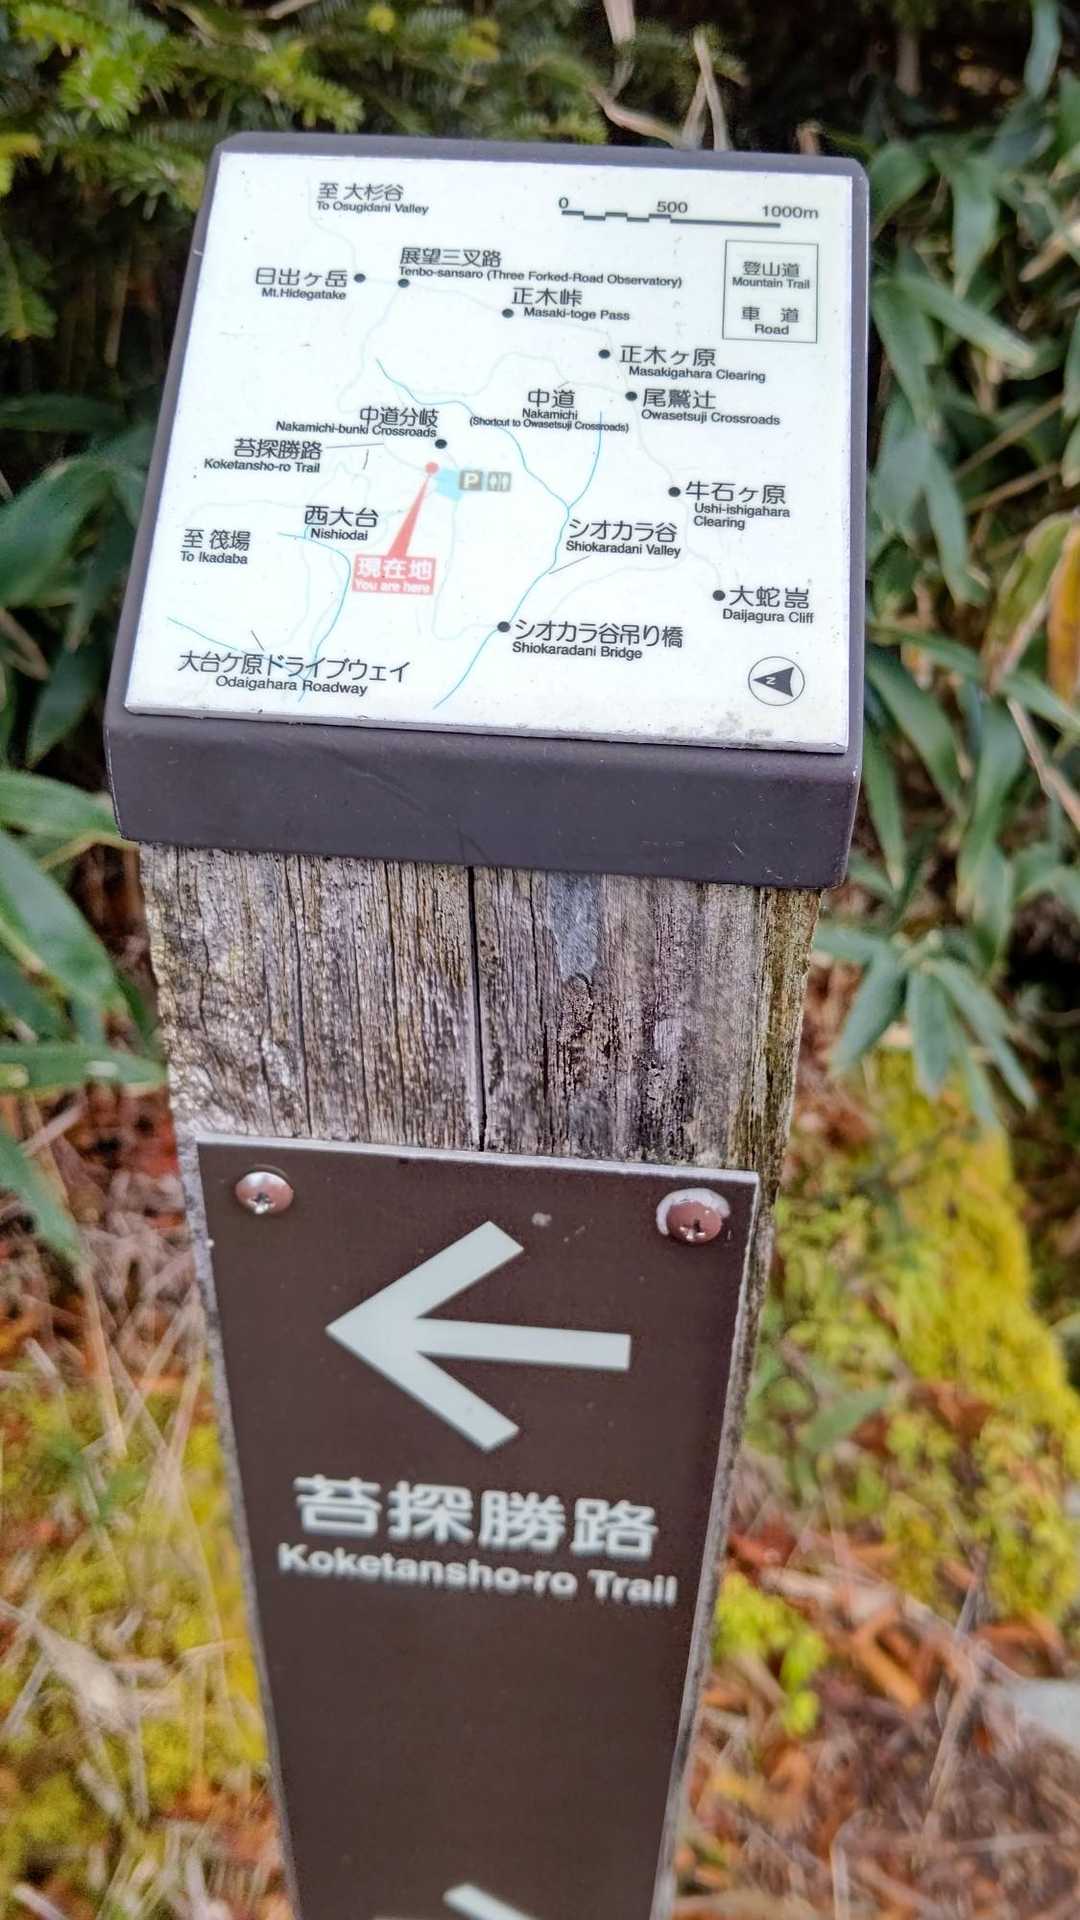 至 大杉谷
To Osugidani Valley
0 500 1000m
展望三叉路
Tenbo-sansaro (Three Forked-Road Observatory)
日出ヶ岳
Mt.Hidegatake
登山道
Mountain Trail
車 道
Road
正木峠
Masaki-toge Pass
正木ヶ原
Masakigahara Clearing
中道
Nakamichi
(Shortcut to Owasetsuji Crossroads)
尾鷲辻
Owasetsuji Crossroads
中道分岐
Nakamichi-bunki Crossroads
苔探勝路
Koketansho-ro Trail
P
牛石ヶ原
Ushi-ishigahara
Clearing
西大台
Nishiodai
シオカラ谷
Shiokaradani Valley
至 筏場
To Ikadaba
現在地
You are here
大蛇嵓
Daijagura Cliff
シオカラ谷吊り橋
Shiokaradani Bridge
大台ケ原ドライブウェイ
Odaigahara Roadway
N
苔探勝路
Koketansho-ro Trail